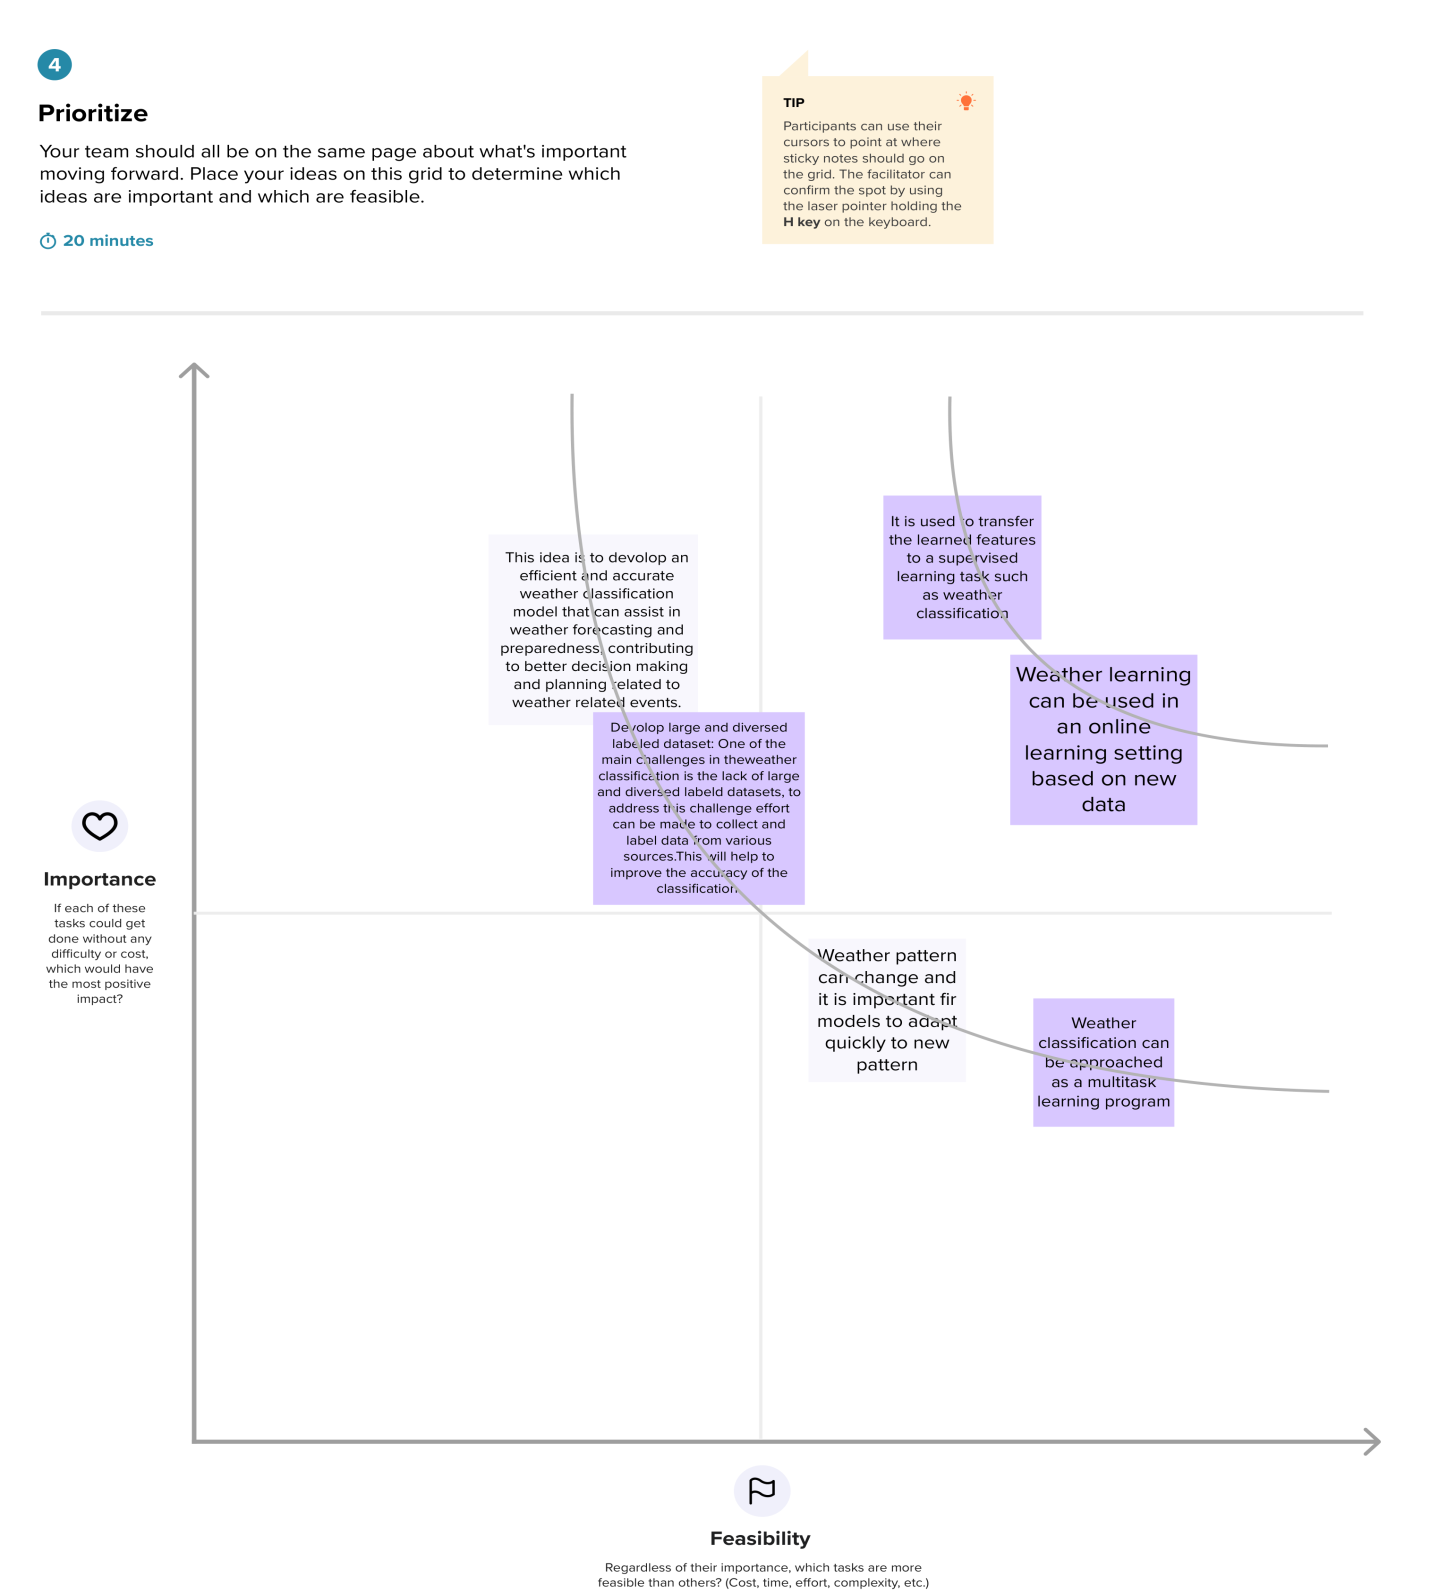 4
Prioritize
Your team should all be on the same page about what's important
moving forward. Place your ideas on this grid to determine which
ideas are important and which are feasible.
20 minutes
TIP
Participants can use their
cursors to point at where
sticky notes should go on
the grid. The facilitator can
confirm the spot by using
the laser pointer holding the
H key on the keyboard.
It is used to transfer
the learned features
to a supervised
learning task such
as weather
classification
This idea is to devolop an
efficient and accurate
weather classification
model that can assist in
weather forecasting and
preparedness, contributing
to better decision making
and planning related to
weather related events.
Weather learning
can be used in
an online
learning setting
based on new
data
Devolop large and diversed
labeled dataset: One of the
main challenges in theweather
classification is the lack of large
and diversed labeld datasets, to
address this challenge effort
can be made to collect and
label data from various
sources.This will help to
improve the accuracy of the
classification
Importance
If each of these
tasks could get
done without any
difficulty or cost,
which would have
the most positive
impact?
Weather pattern
can change and
it is important fir
models to adapt
quickly to new
pattern
Weather
classification can
be approached
as a multitask
learning program
Feasibility
Regardless of their importance, which tasks are more
feasible than others? (Cost, time, effort, complexity, etc.)